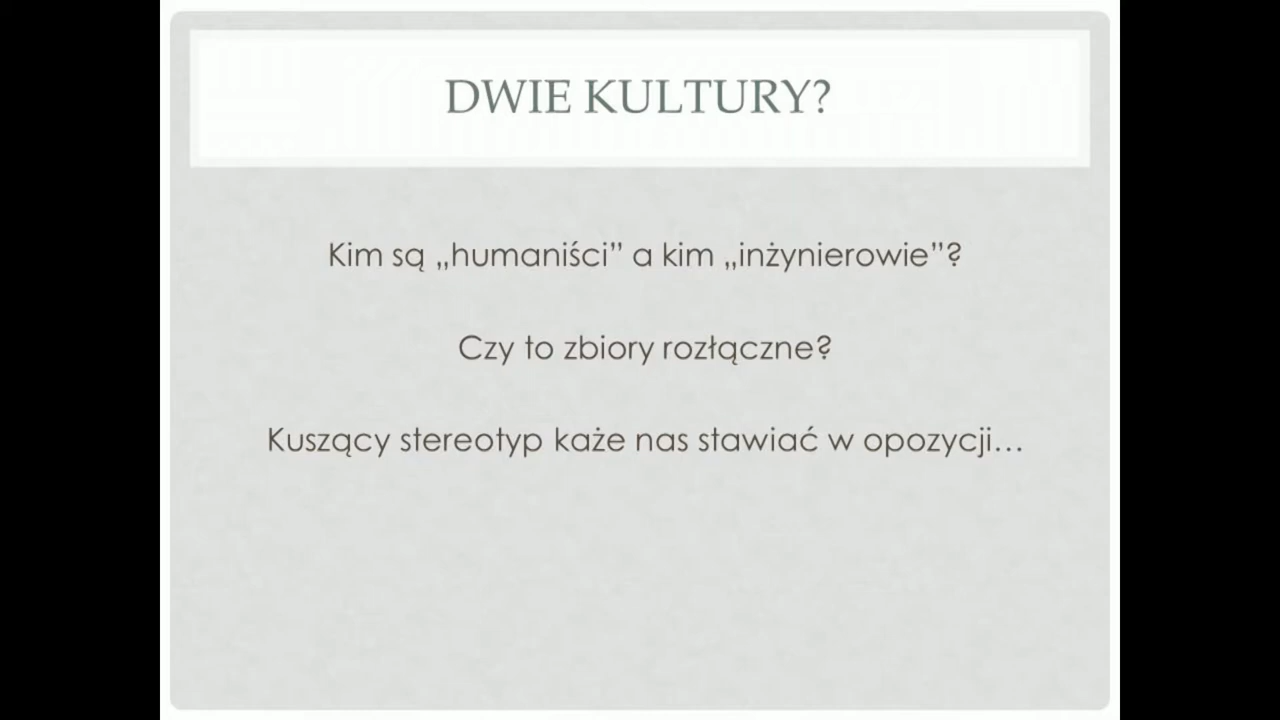 DWIE KULTURY?
Kim są „humaniści” a kim „inżynierowie”?
Czy to zbiory rozłączne?
Kuszący stereotyp każe nas stawiać w opozycji…